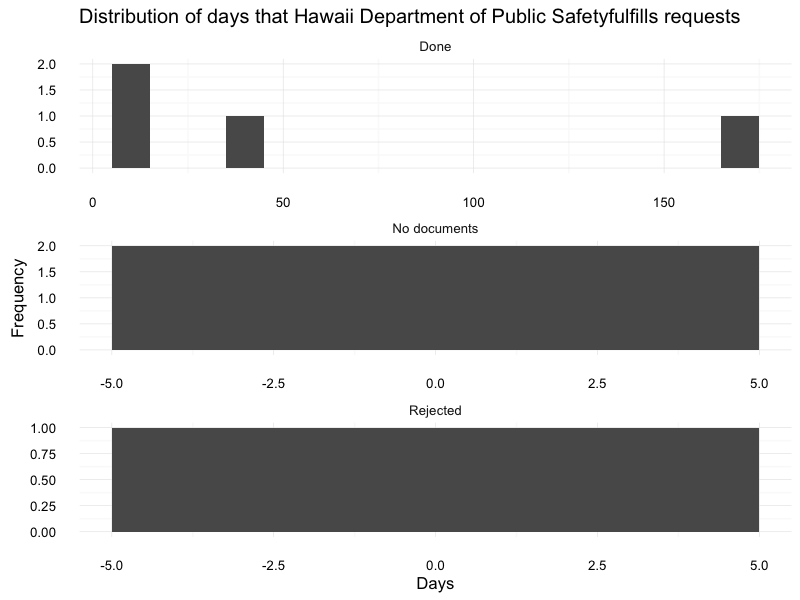 Distribution of days that Hawaii Department of Public Safetyfulfills requests
Done
2.0
1.5
1.0
0.5
0.0
0 50 100 150
No documents
2.0
1.5
1.0
0.5
0.0
-5.0 -2.5 0.0 2.5 5.0
Frequency
Rejected
1.00
0.75
0.50
0.25
0.00
-5.0 -2.5 0.0 2.5 5.0
Days